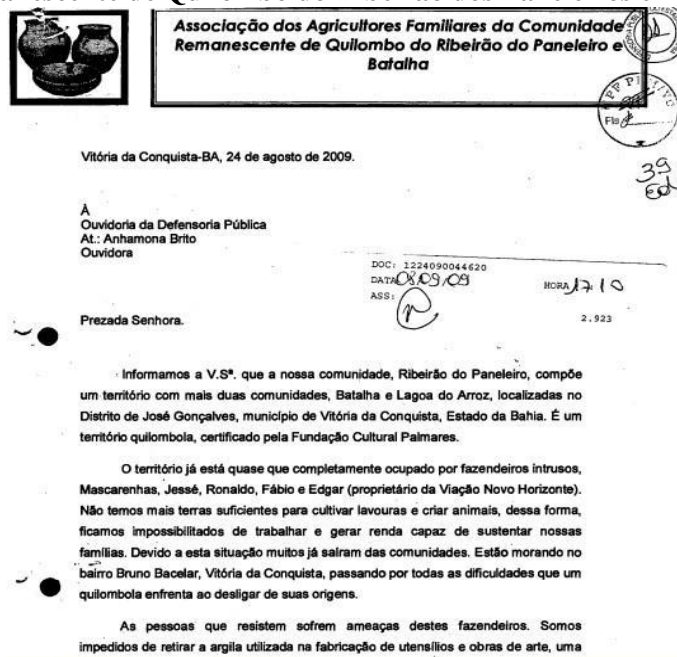 Associação dos Agricultores Familiares da Comunidade
Remanescente de Quilombo do Ribeirão do Paneleiro e
Batalha
Fls
39
Vitória da Conquista-BA, 24 de agosto de 2009.
À
Ouvidoria da Defensoria Pública
At.: Anhamona Brito
Ouvidora
DOC: 1224090044620
DATA 08/09/09 HORA 17:10
ASS:
2.923
Prezada Senhora.
Informamos a V.Sª. que a nossa comunidade, Ribeirão do Paneleiro, compõe
um território com mais duas comunidades, Batalha e Lagoa do Arroz, localizadas no
Distrito de José Gonçalves, município de Vitória da Conquista, Estado da Bahia. É um
território quilombola, certificado pela Fundação Cultural Palmares.
O território já está quase que completamente ocupado por fazendeiros intrusos,
Mascarenhas, Jessé, Ronaldo, Fábio e Edgar (proprietário da Viação Novo Horizonte).
Não temos mais terras suficientes para cultivar lavouras e criar animais, dessa forma,
ficamos impossibilitados de trabalhar e gerar renda capaz de sustentar nossas
famílias. Devido a esta situação muitos já saíram das comunidades. Estão morando no
bairro Bruno Bacelar, Vitória da Conquista, passando por todas as dificuldades que um
quilombola enfrenta ao desligar de suas origens.
As pessoas que resistem sofrem ameaças destes fazendeiros. Somos
impedidos de retirar a argila utilizada na fabricação de utensílios e obras de arte, uma